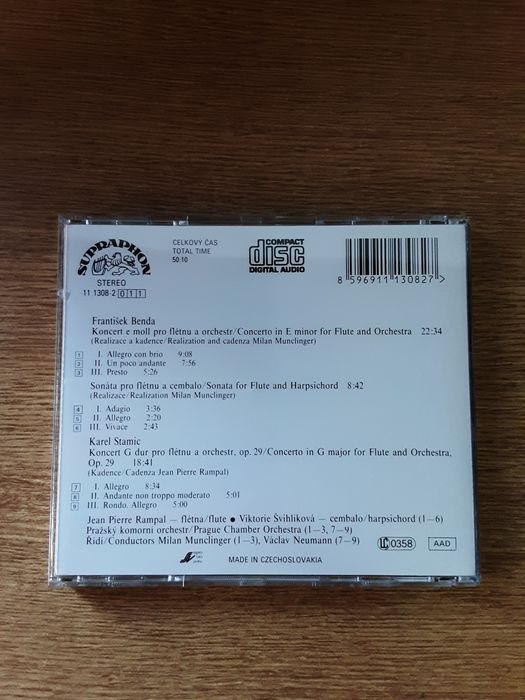 SUPRAPHON
STEREO
11 1308-2 011
CELKOVÝ ČAS
TOTAL TIME
50:10
COMPACT
disc
DIGITAL AUDIO
8 596911 130827 >
František Benda
Koncert e moll pro flétnu a orchestr/Concerto in E minor for Flute and Orchestra 22:34
(Realizace a kadence/Realization and cadenza Milan Munclinger)
1 I. Allegro con brio 9:08
2 II. Un poco andante 7:56
3 III. Presto 5:26
Sonáta pro flétnu a cembalo/Sonata for Flute and Harpsichord 8:42
(Realizace/Realization Milan Munclinger)
4 I. Adagio 3:36
5 II. Allegro 2:20
6 III. Vivace 2:43
Karel Stamic
Koncert G dur pro flétnu a orchestr, op. 29/Concerto in G major for Flute and Orchestra,
Op. 29 18:41
(Kadence/Cadenza Jean Pierre Rampal)
7 I. Allegro 8:34
8 II. Andante non troppo moderato 5:01
9 III. Rondo. Allegro 5:00
Jean Pierre Rampal — flétna/flute ● Viktorie Švihlíková — cembalo/harpsichord (1—6)
Pražský komorní orchestr/Prague Chamber Orchestra (1—3, 7—9)
Řídí/Conductors Milan Munclinger (1—3), Václav Neumann (7—9)
LC 0358
AAD
MADE IN CZECHOSLOVAKIA